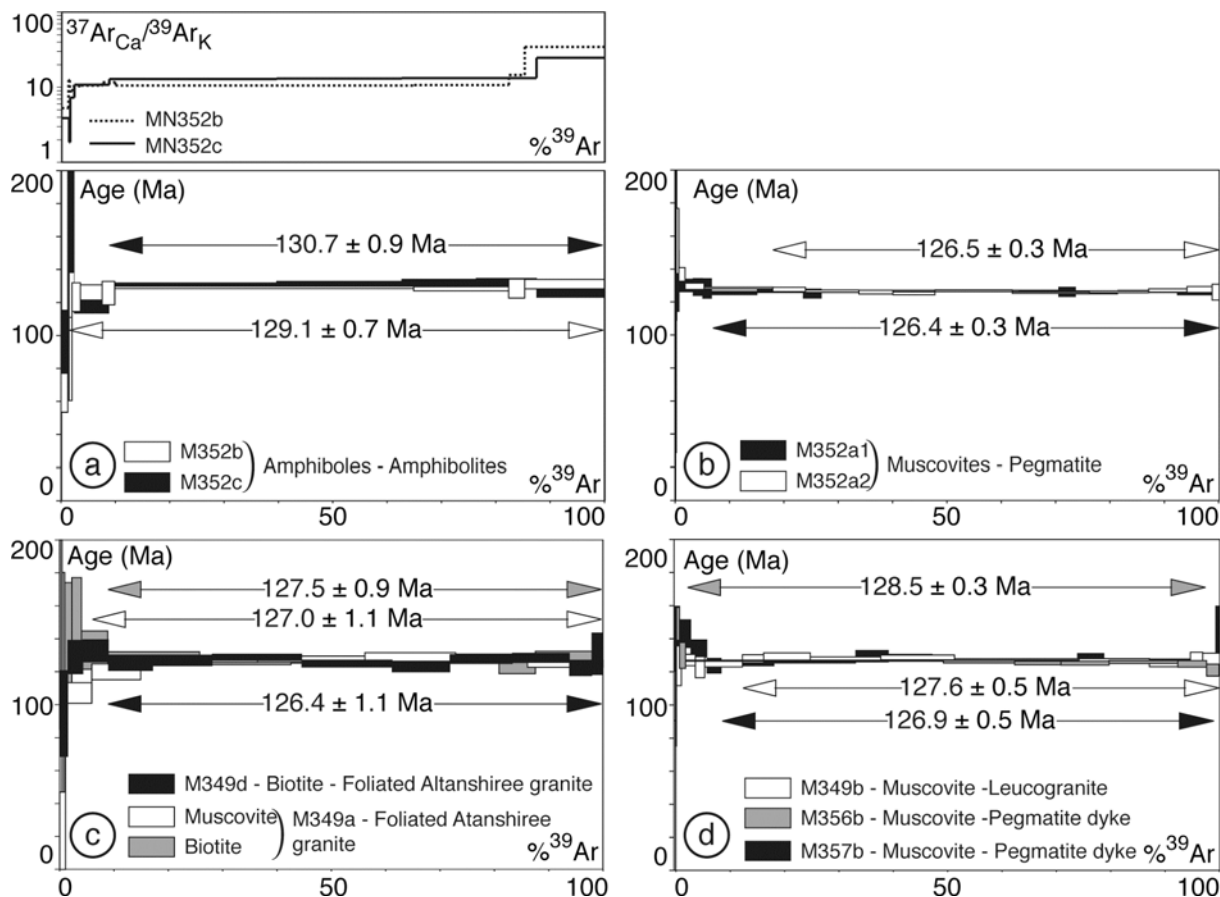 100
³⁷ArCa/³⁹ArK
10
MN352b
MN352c
%³⁹Ar
1
200
Age (Ma)
130.7 ± 0.9 Ma
100
129.1 ± 0.7 Ma
a
M352b
M352c
Amphiboles - Amphibolites
0
%³⁹Ar
0 50 100
200
Age (Ma)
126.5 ± 0.3 Ma
100
126.4 ± 0.3 Ma
b
M352a1
M352a2
Muscovites - Pegmatite
0
%³⁹Ar
0 50 100
200
Age (Ma)
127.5 ± 0.9 Ma
127.0 ± 1.1 Ma
100
126.4 ± 1.1 Ma
M349d - Biotite - Foliated Altanshiree granite
Muscovite
Biotite
M349a - Foliated Atanshiree
granite
c
0
%³⁹Ar
0 50 100
200
Age (Ma)
128.5 ± 0.3 Ma
100
127.6 ± 0.5 Ma
126.9 ± 0.5 Ma
M349b - Muscovite -Leucogranite
M356b - Muscovite -Pegmatite dyke
M357b - Muscovite - Pegmatite dyke
d
0
%³⁹Ar
0 50 100